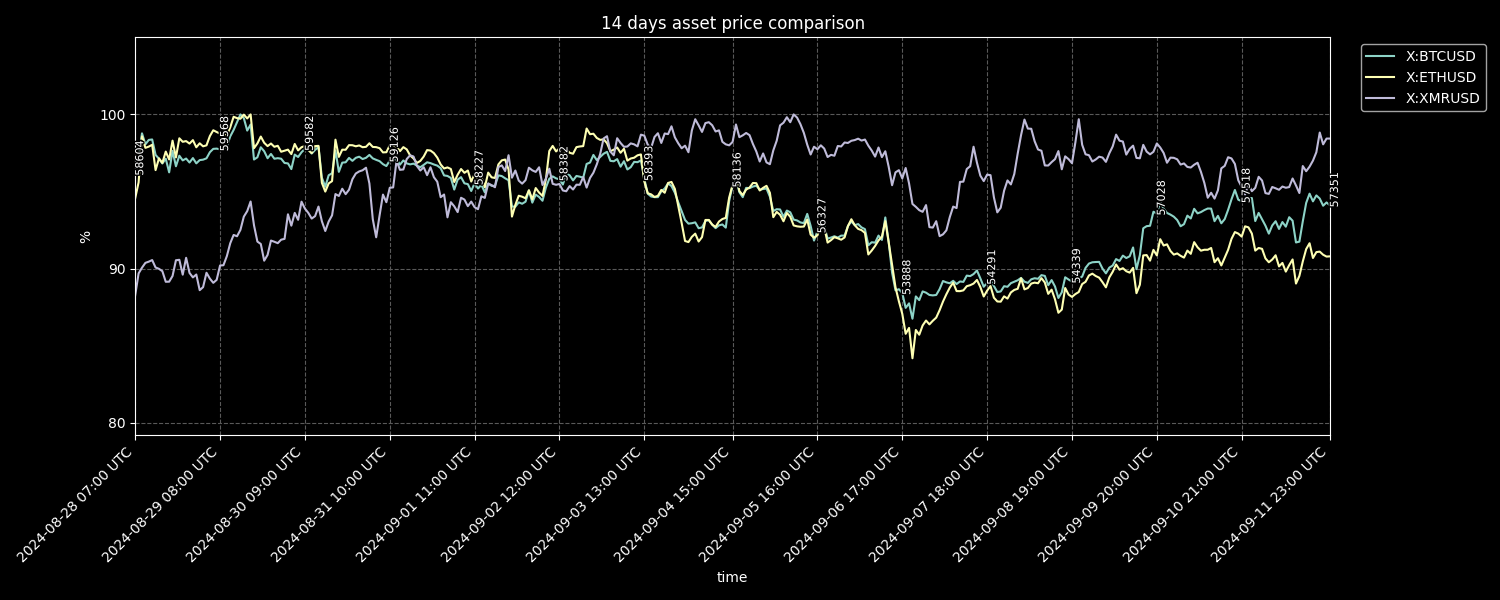 14 days asset price comparison
X:BTCUSD
X:ETHUSD
X:XMRUSD
%
100
90
80
58604
59568
59582
59126
58227
58382
58393
58136
56327
53888
54291
54339
57028
57518
57351
2024-08-28 07:00 UTC
2024-08-29 08:00 UTC
2024-08-30 09:00 UTC
2024-08-31 10:00 UTC
2024-09-01 11:00 UTC
2024-09-02 12:00 UTC
2024-09-03 13:00 UTC
2024-09-04 15:00 UTC
2024-09-05 16:00 UTC
2024-09-06 17:00 UTC
2024-09-07 18:00 UTC
2024-09-08 19:00 UTC
2024-09-09 20:00 UTC
2024-09-10 21:00 UTC
2024-09-11 23:00 UTC
time